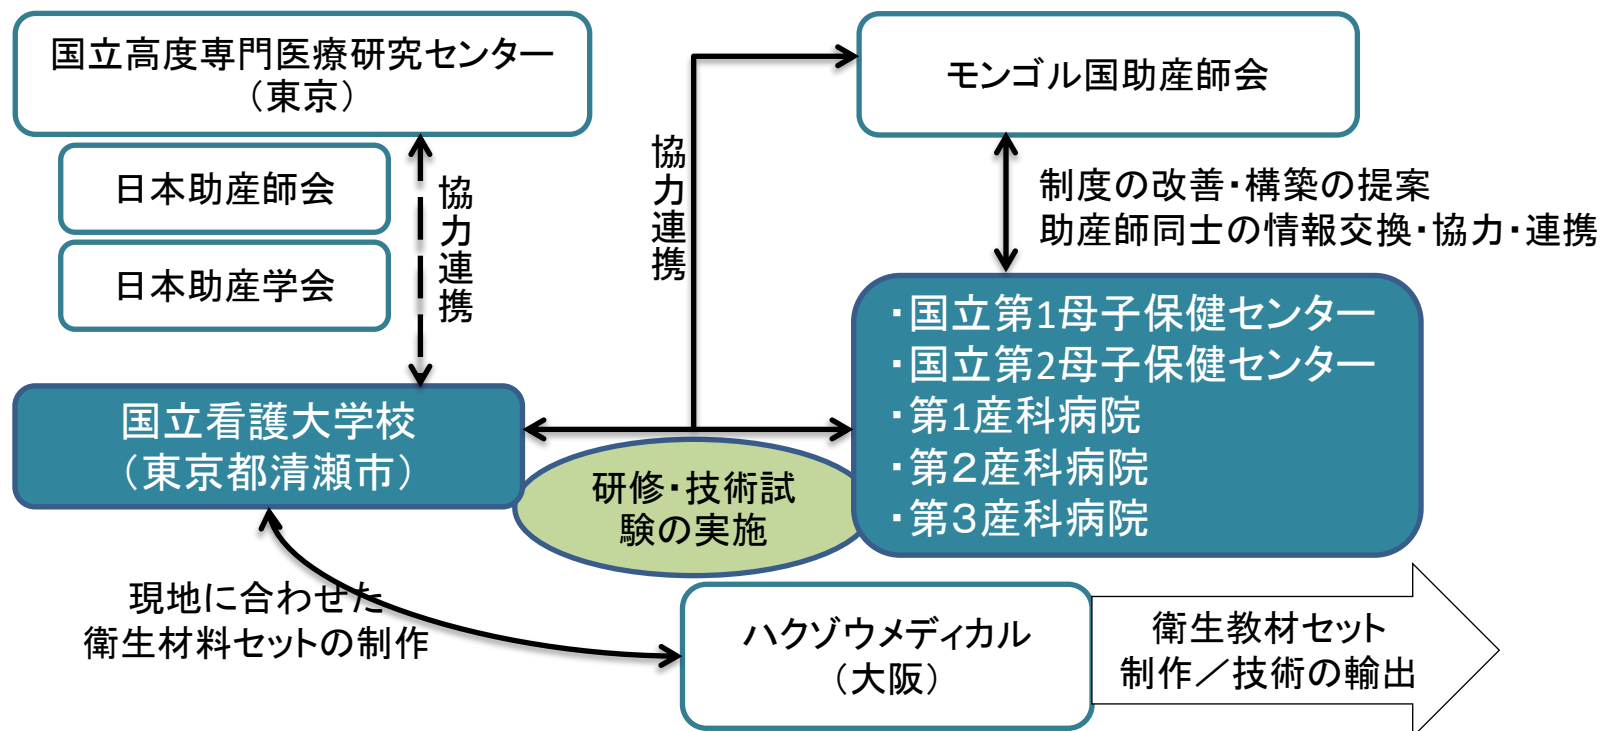 国立高度専門医療研究センター
（東京）
日本助産師会
日本助産学会
協力連携
国立看護大学校
（東京都清瀬市）
協力連携
モンゴル国助産師会
制度の改善・構築の提案
助産師同士の情報交換・協力・連携
・国立第1母子保健センター
・国立第2母子保健センター
・第1産科病院
・第２産科病院
・第３産科病院
研修・技術試
験の実施
現地に合わせた
衛生材料セットの制作
ハクゾウメディカル
（大阪）
衛生教材セット
制作／技術の輸出